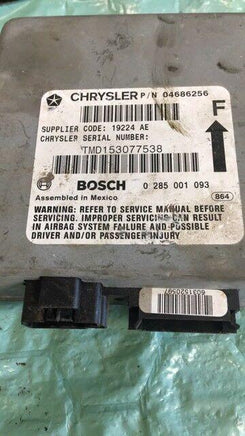 CHRYSLER P/N 04686256
SUPPLIER CODE: 19224 AE
CHRYSLER SERIAL NUMBER:
TMD153077538
F
BOSCH 0 285 001 093
Assembled in Mexico
864
WARNING: REFER TO SERVICE MANUAL BEFORE
SERVICING. IMPROPER SERVICING CAN RESULT
IN AIRBAG SYSTEM FAILURE AND POSSIBLE
DRIVER AND/OR PASSENGER INJURY